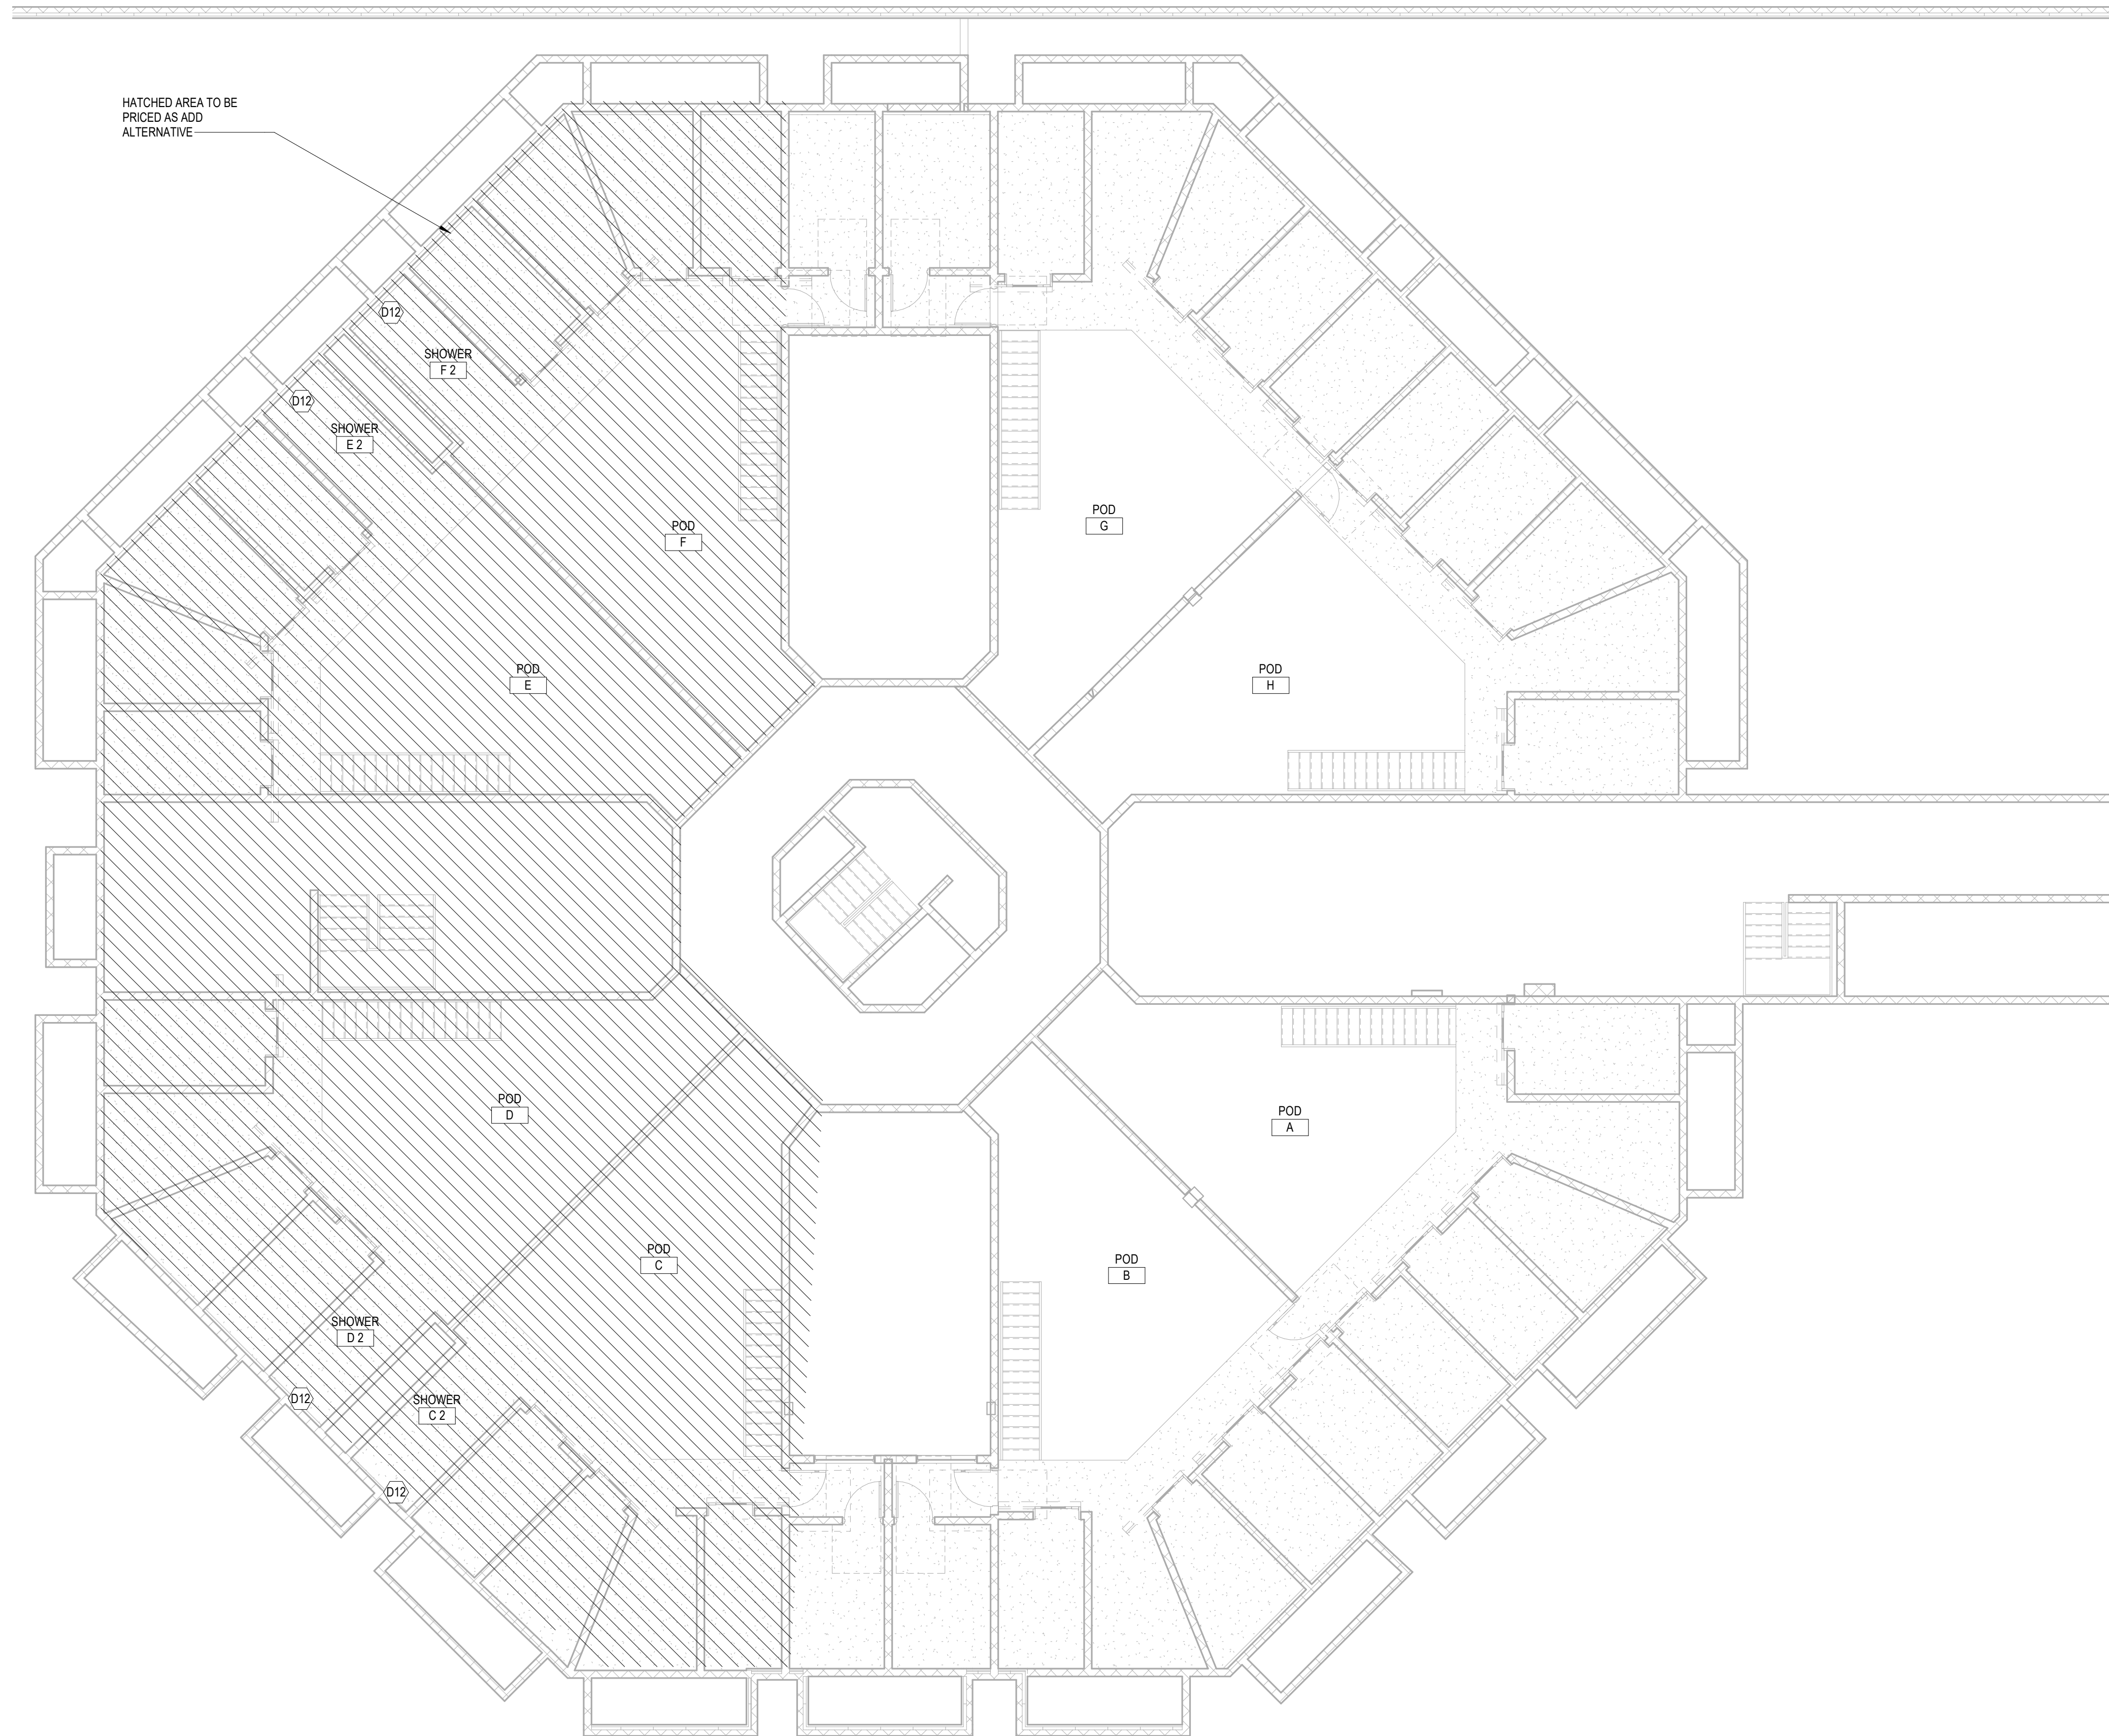 HATCHED AREA TO BE
PRICED AS ADD
ALTERNATIVE
D12
SHOWER
F 2
D12
SHOWER
E 2
POD
F
POD
G
POD
E
POD
H
POD
D
POD
A
POD
C
POD
B
SHOWER
D 2
D12
SHOWER
C 2
D12